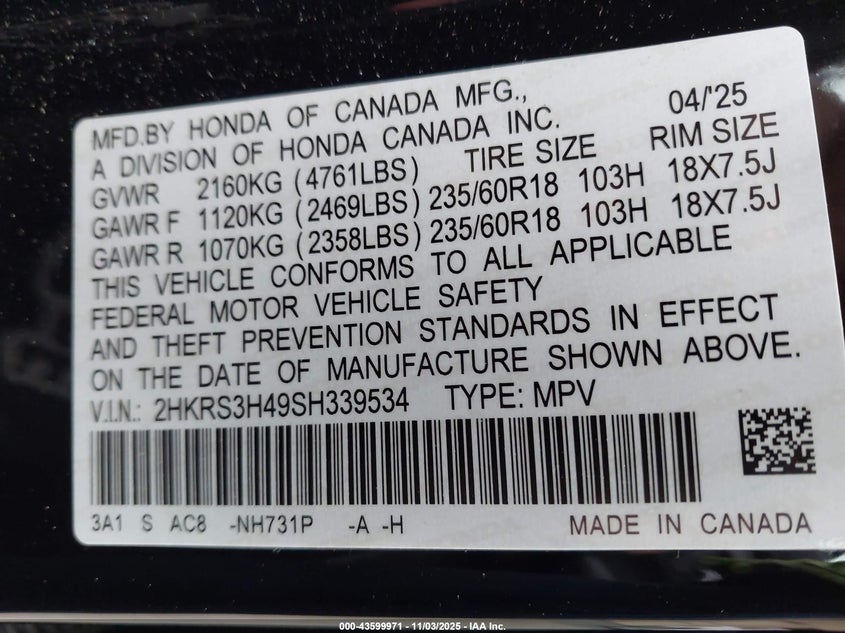 MFD.BY HONDA OF CANADA MFG., 04/'25
A DIVISION OF HONDA CANADA INC.
GVWR 2160KG (4761LBS) TIRE SIZE RIM SIZE
GAWR F 1120KG (2469LBS) 235/60R18 103H 18X7.5J
GAWR R 1070KG (2358LBS) 235/60R18 103H 18X7.5J
THIS VEHICLE CONFORMS TO ALL APPLICABLE
FEDERAL MOTOR VEHICLE SAFETY
AND THEFT PREVENTION STANDARDS IN EFFECT
ON THE DATE OF MANUFACTURE SHOWN ABOVE.
V.I.N.: 2HKRS3H49SH339534 TYPE: MPV
3A1 S AC8 -NH731P -A -H MADE IN CANADA
000-43599971 - 11/03/2025 - IAA Inc.